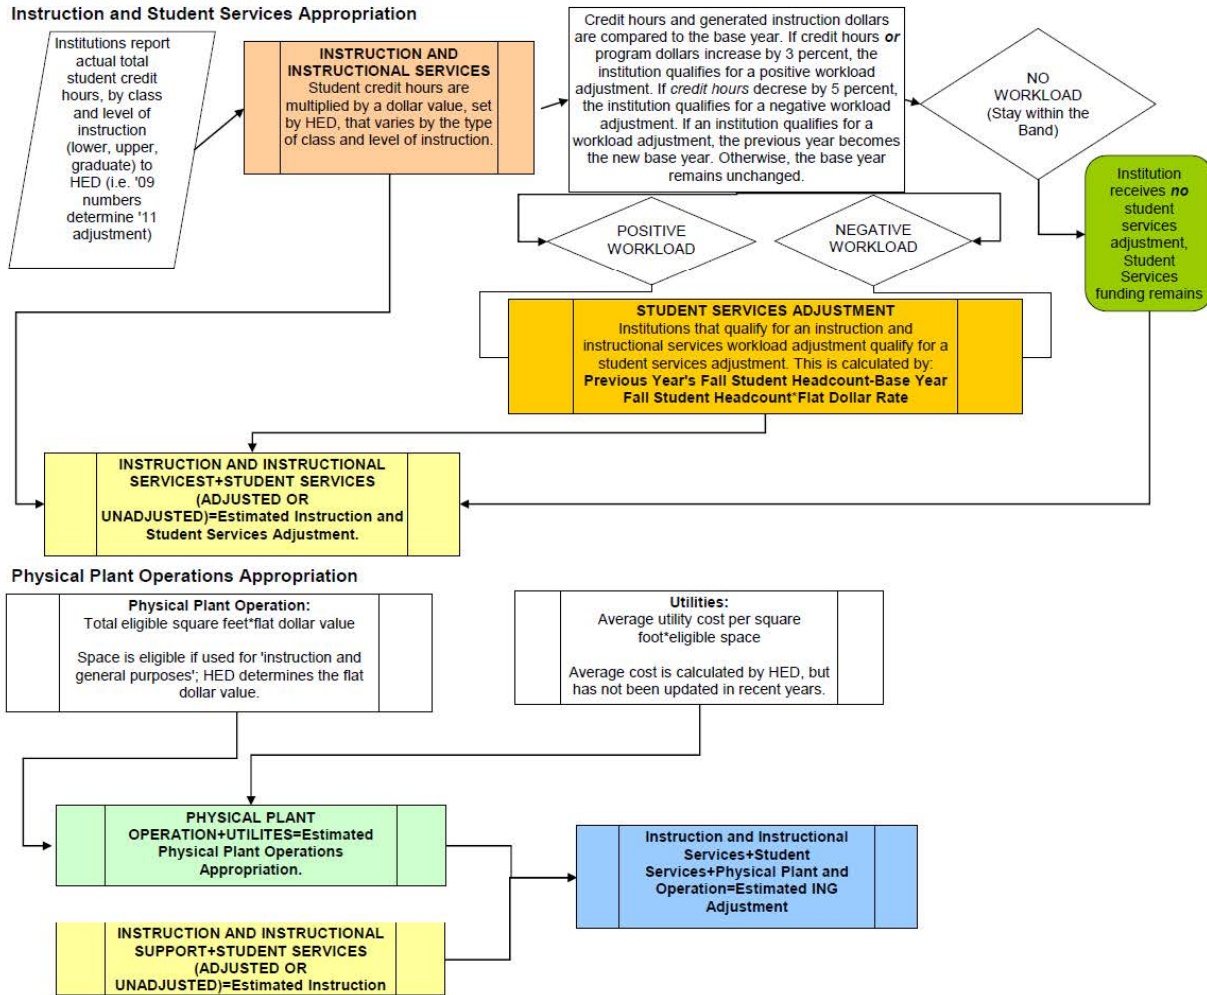 Instruction and Student Services Appropriation
Institutions report
actual total
student credit
hours, by class
and level of
instruction
(lower, upper,
graduate) to
HED (i.e. '09
numbers
determine '11
adjustment)
INSTRUCTION AND
INSTRUCTIONAL SERVICES
Student credit hours are
multiplied by a dollar value, set
by HED, that varies by the type
of class and level of instruction.
Credit hours and generated instruction dollars
are compared to the base year. If credit hours or
program dollars increase by 3 percent, the
institution qualifies for a positive workload
adjustment. If credit hours decrese by 5 percent,
the institution qualifies for a negative workload
adjustment. If an institution qualifies for a
workload adjustment, the previous year becomes
the new base year. Otherwise, the base year
remains unchanged.
NO
WORKLOAD
(Stay within the
Band)
POSITIVE
WORKLOAD
NEGATIVE
WORKLOAD
Institution
receives no
student
services
adjustment,
Student
Services
funding remains
STUDENT SERVICES ADJUSTMENT
Institutions that qualify for an instruction and
instructional services workload adjustment qualify for a
student services adjustment. This is calculated by:
Previous Year's Fall Student Headcount-Base Year
Fall Student Headcount*Flat Dollar Rate
INSTRUCTION AND INSTRUCTIONAL
SERVICEST+STUDENT SERVICES
(ADJUSTED OR
UNADJUSTED)=Estimated Instruction and
Student Services Adjustment.
Physical Plant Operations Appropriation
Physical Plant Operation:
Total eligible square feet*flat dollar value
Space is eligible if used for 'instruction and
general purposes'; HED determines the flat
dollar value.
Utilities:
Average utility cost per square
foot*eligible space
Average cost is calculated by HED, but
has not been updated in recent years.
PHYSICAL PLANT
OPERATION+UTILITES=Estimated
Physical Plant Operations
Appropriation.
Instruction and Instructional
Services+Student
Services+Physical Plant and
Operation=Estimated ING
Adjustment
INSTRUCTION AND INSTRUCTIONAL
SUPPORT+STUDENT SERVICES
(ADJUSTED OR
UNADJUSTED)=Estimated Instruction